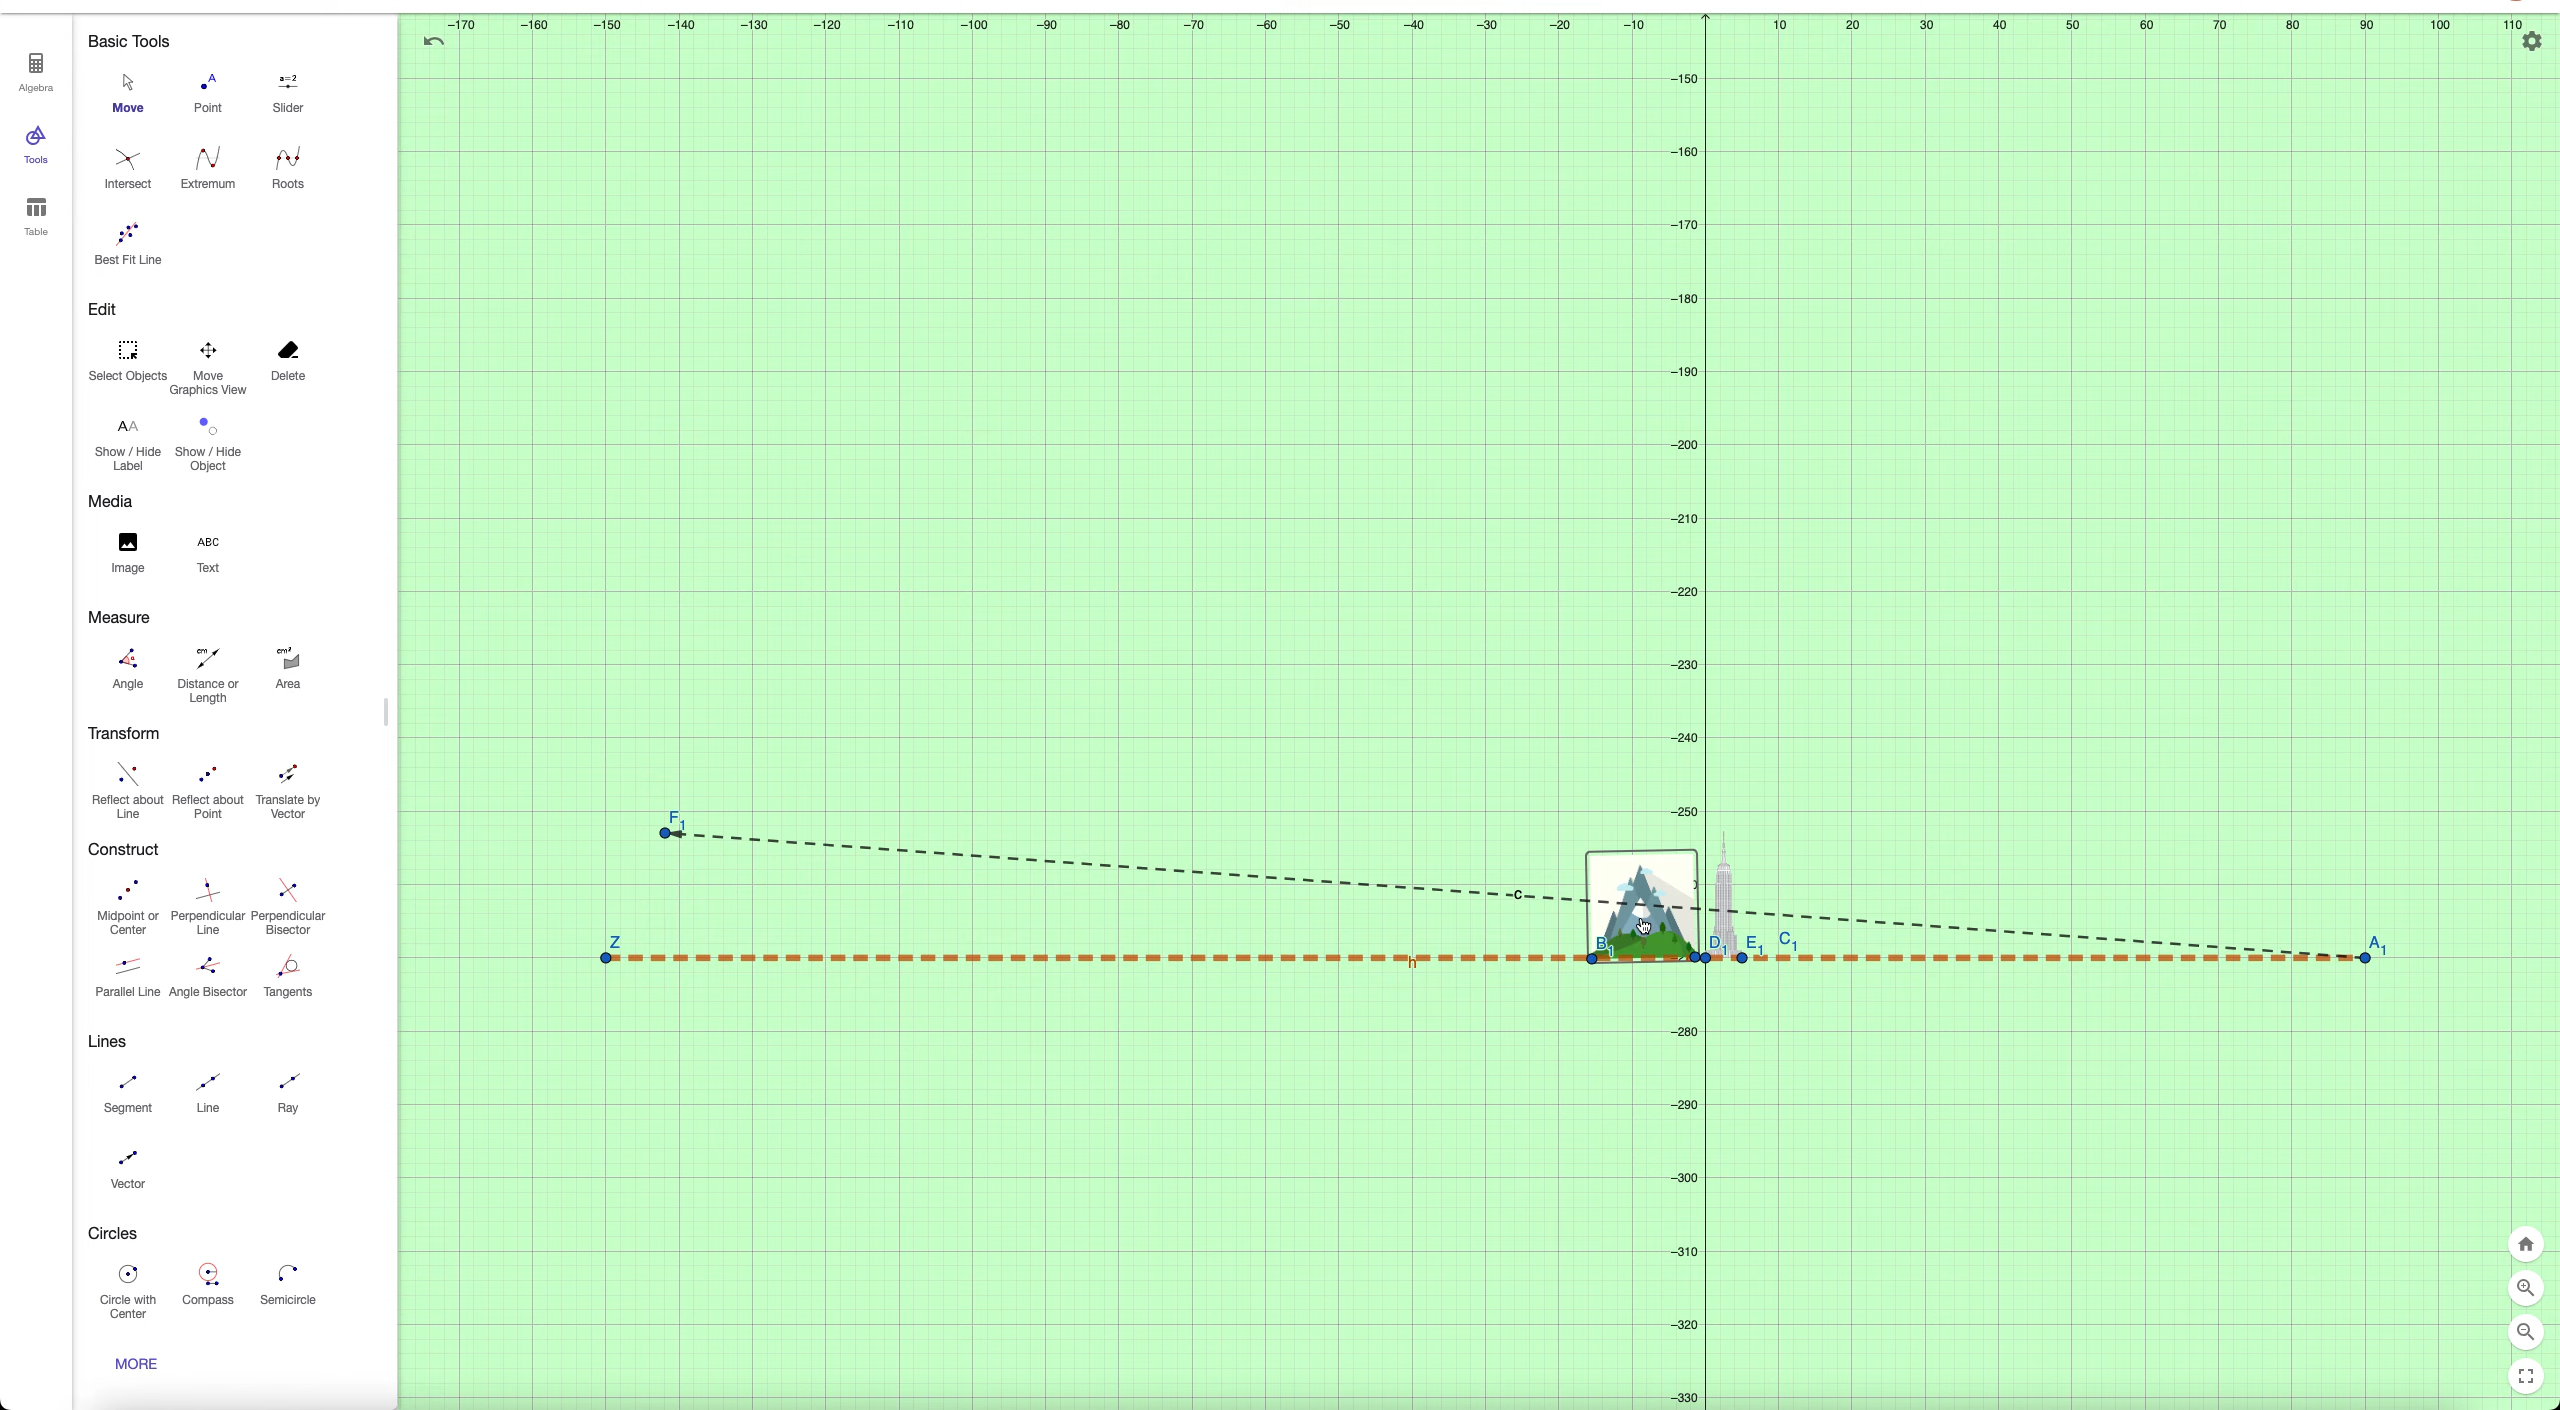 −170 −160 −150 −140 −130 −120 −110 −100 −90 −80 −70 −60 −50 −40 −30 −20 −10 10 20 30 40 50 60 70 80 90 100 110
Algebra
Tools
Table
Basic Tools
A
a=2
Move Point Slider
Intersect Extremum Roots
Best Fit Line
Edit
Select Objects Move Graphics View Delete
AA
Show / Hide Label Show / Hide Object
Media
ABC
Image Text
Measure
α cm cm²
Angle Distance or Length Area
Transform
Reflect about Line Reflect about Point Translate by Vector
Construct
Midpoint or Center Perpendicular Line Perpendicular Bisector
Parallel Line Angle Bisector Tangents
Lines
Segment Line Ray
Vector
Circles
Circle with Center Compass Semicircle
MORE
−150
−160
−170
−180
−190
−200
−210
−220
−230
−240
−250
F₁
c
Z B₁ D₁ E₁ C₁ A₁
h
−280
−290
−300
−310
−320
−330